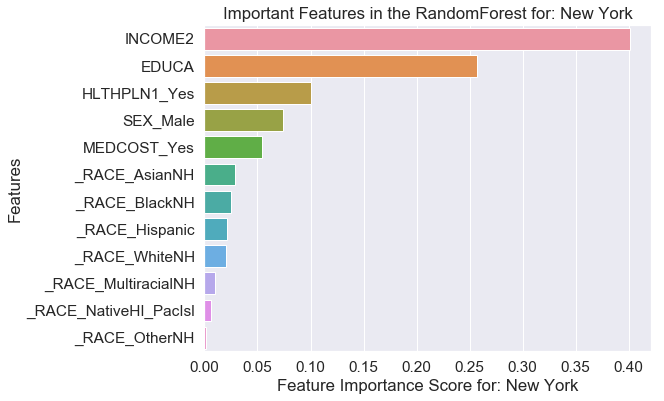 Important Features in the RandomForest for: New York
INCOME2
EDUCA
HLTHPLN1_Yes
SEX_Male
MEDCOST_Yes
_RACE_AsianNH
_RACE_BlackNH
_RACE_Hispanic
_RACE_WhiteNH
_RACE_MultiracialNH
_RACE_NativeHI_PacIsl
_RACE_OtherNH
Features
0.00 0.05 0.10 0.15 0.20 0.25 0.30 0.35 0.40
Feature Importance Score for: New York